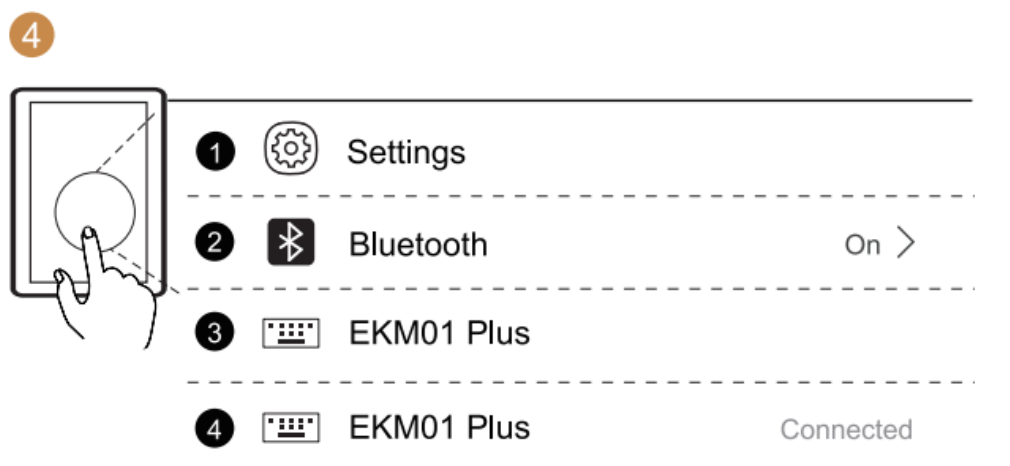 4
1 Settings
2 Bluetooth On >
3 EKM01 Plus
4 EKM01 Plus Connected